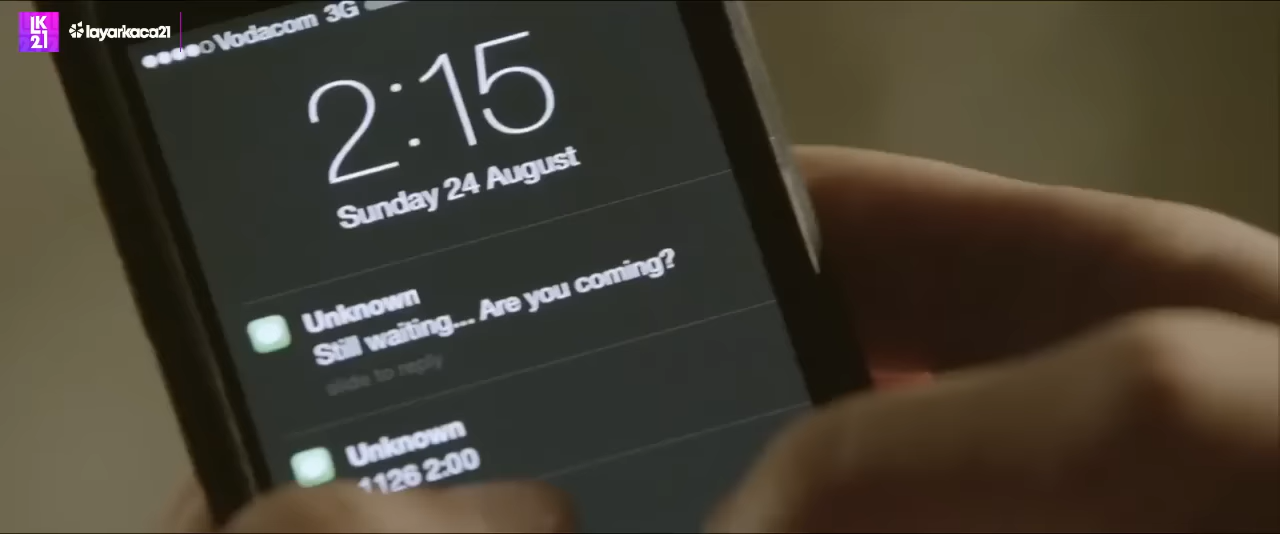 LK
21
layarkaca21
Vodacom 3G
2:15
Sunday 24 August
Unknown
Still waiting... Are you coming?
slide to reply
Unknown
1126 2:00